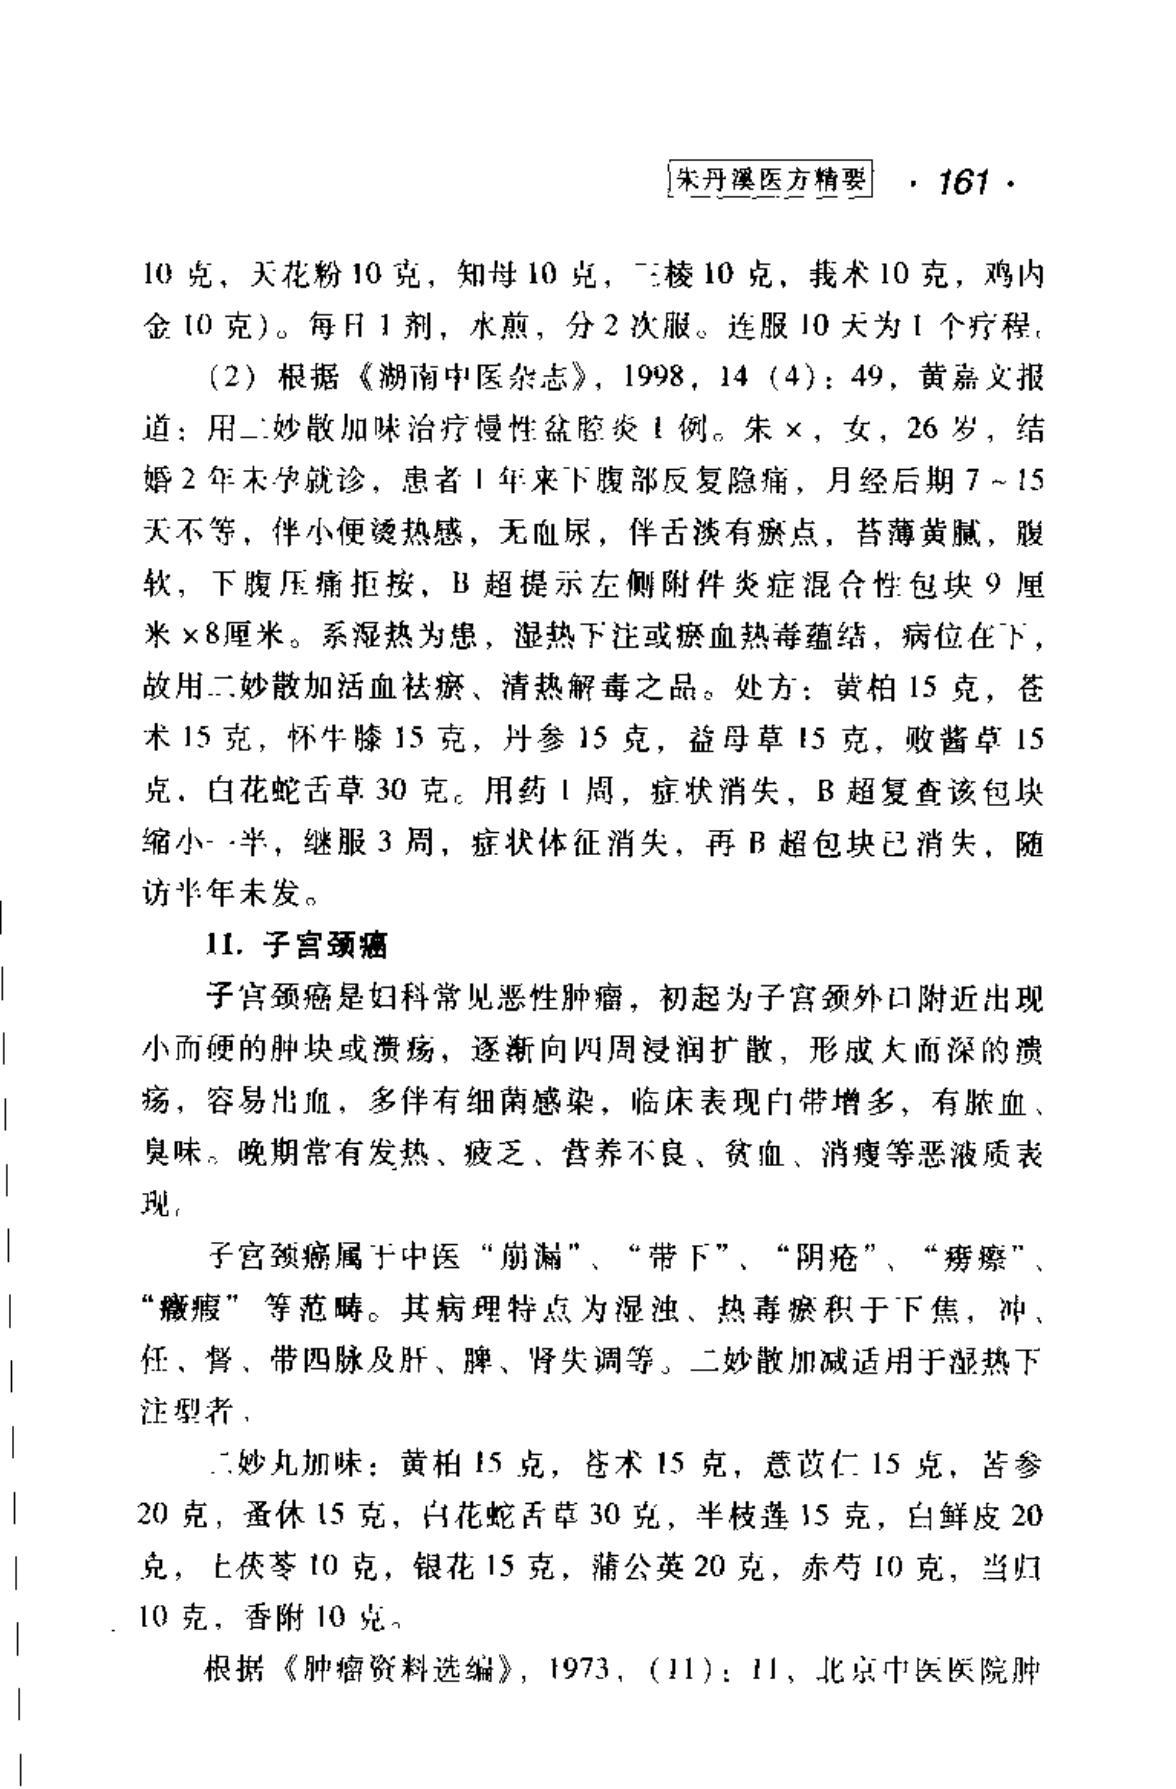 朱丹溪医方精要 · 161 ·
10 克，天花粉 10 克，知母 10 克，三棱 10 克，莪术 10 克，鸡内
金 10 克)。每日 1 剂，水煎，分 2 次服。连服 10 天为 1 个疗程。
(2) 根据《湖南中医杂志》，1998，14 (4)：49，黄嘉文报
道：用二妙散加味治疗慢性盆腔炎 1 例。朱 ×，女，26 岁，结
婚 2 年未孕就诊，患者 1 年来下腹部反复隐痛，月经后期 7 ~ 15
天不等，伴小便烫热感，无血尿，伴舌淡有瘀点，苔薄黄腻，腹
软，下腹压痛拒按，B 超提示左侧附件炎症混合性包块 9 厘
米 ×8厘米。系湿热为患，湿热下注或瘀血热毒蕴结，病位在下，
故用二妙散加活血祛瘀、清热解毒之品。处方：黄柏 15 克，苍
术 15 克，怀牛膝 15 克，丹参 15 克，益母草 15 克，败酱草 15
克，白花蛇舌草 30 克。用药 1 周，症状消失，B 超复查该包块
缩小一半，继服 3 周，症状体征消失，再 B 超包块已消失，随
访半年未发。
11. 子宫颈癌
子宫颈癌是妇科常见恶性肿瘤，初起为子宫颈外口附近出现
小而硬的肿块或溃疡，逐渐向四周浸润扩散，形成大而深的溃
疡，容易出血，多伴有细菌感染，临床表现白带增多，有脓血、
臭味。晚期常有发热、疲乏、营养不良、贫血、消瘦等恶液质表
现。
子宫颈癌属于中医 “崩漏”、“带下”、“阴疮”、“痨瘵”、
“癥瘕” 等范畴。其病理特点为湿浊、热毒瘀积于下焦，冲、
任、督、带四脉及肝、脾、肾失调等。二妙散加减适用于湿热下
注型者。
二妙丸加味：黄柏 15 克，苍术 15 克，薏苡仁 15 克，苦参
20 克，蚤休 15 克，白花蛇舌草 30 克，半枝莲 15 克，白鲜皮 20
克，土茯苓 10 克，银花 15 克，蒲公英 20 克，赤芍 10 克，当归
10 克，香附 10 克。
根据《肿瘤资料选编》，1973，(11)：11，北京中医医院肿